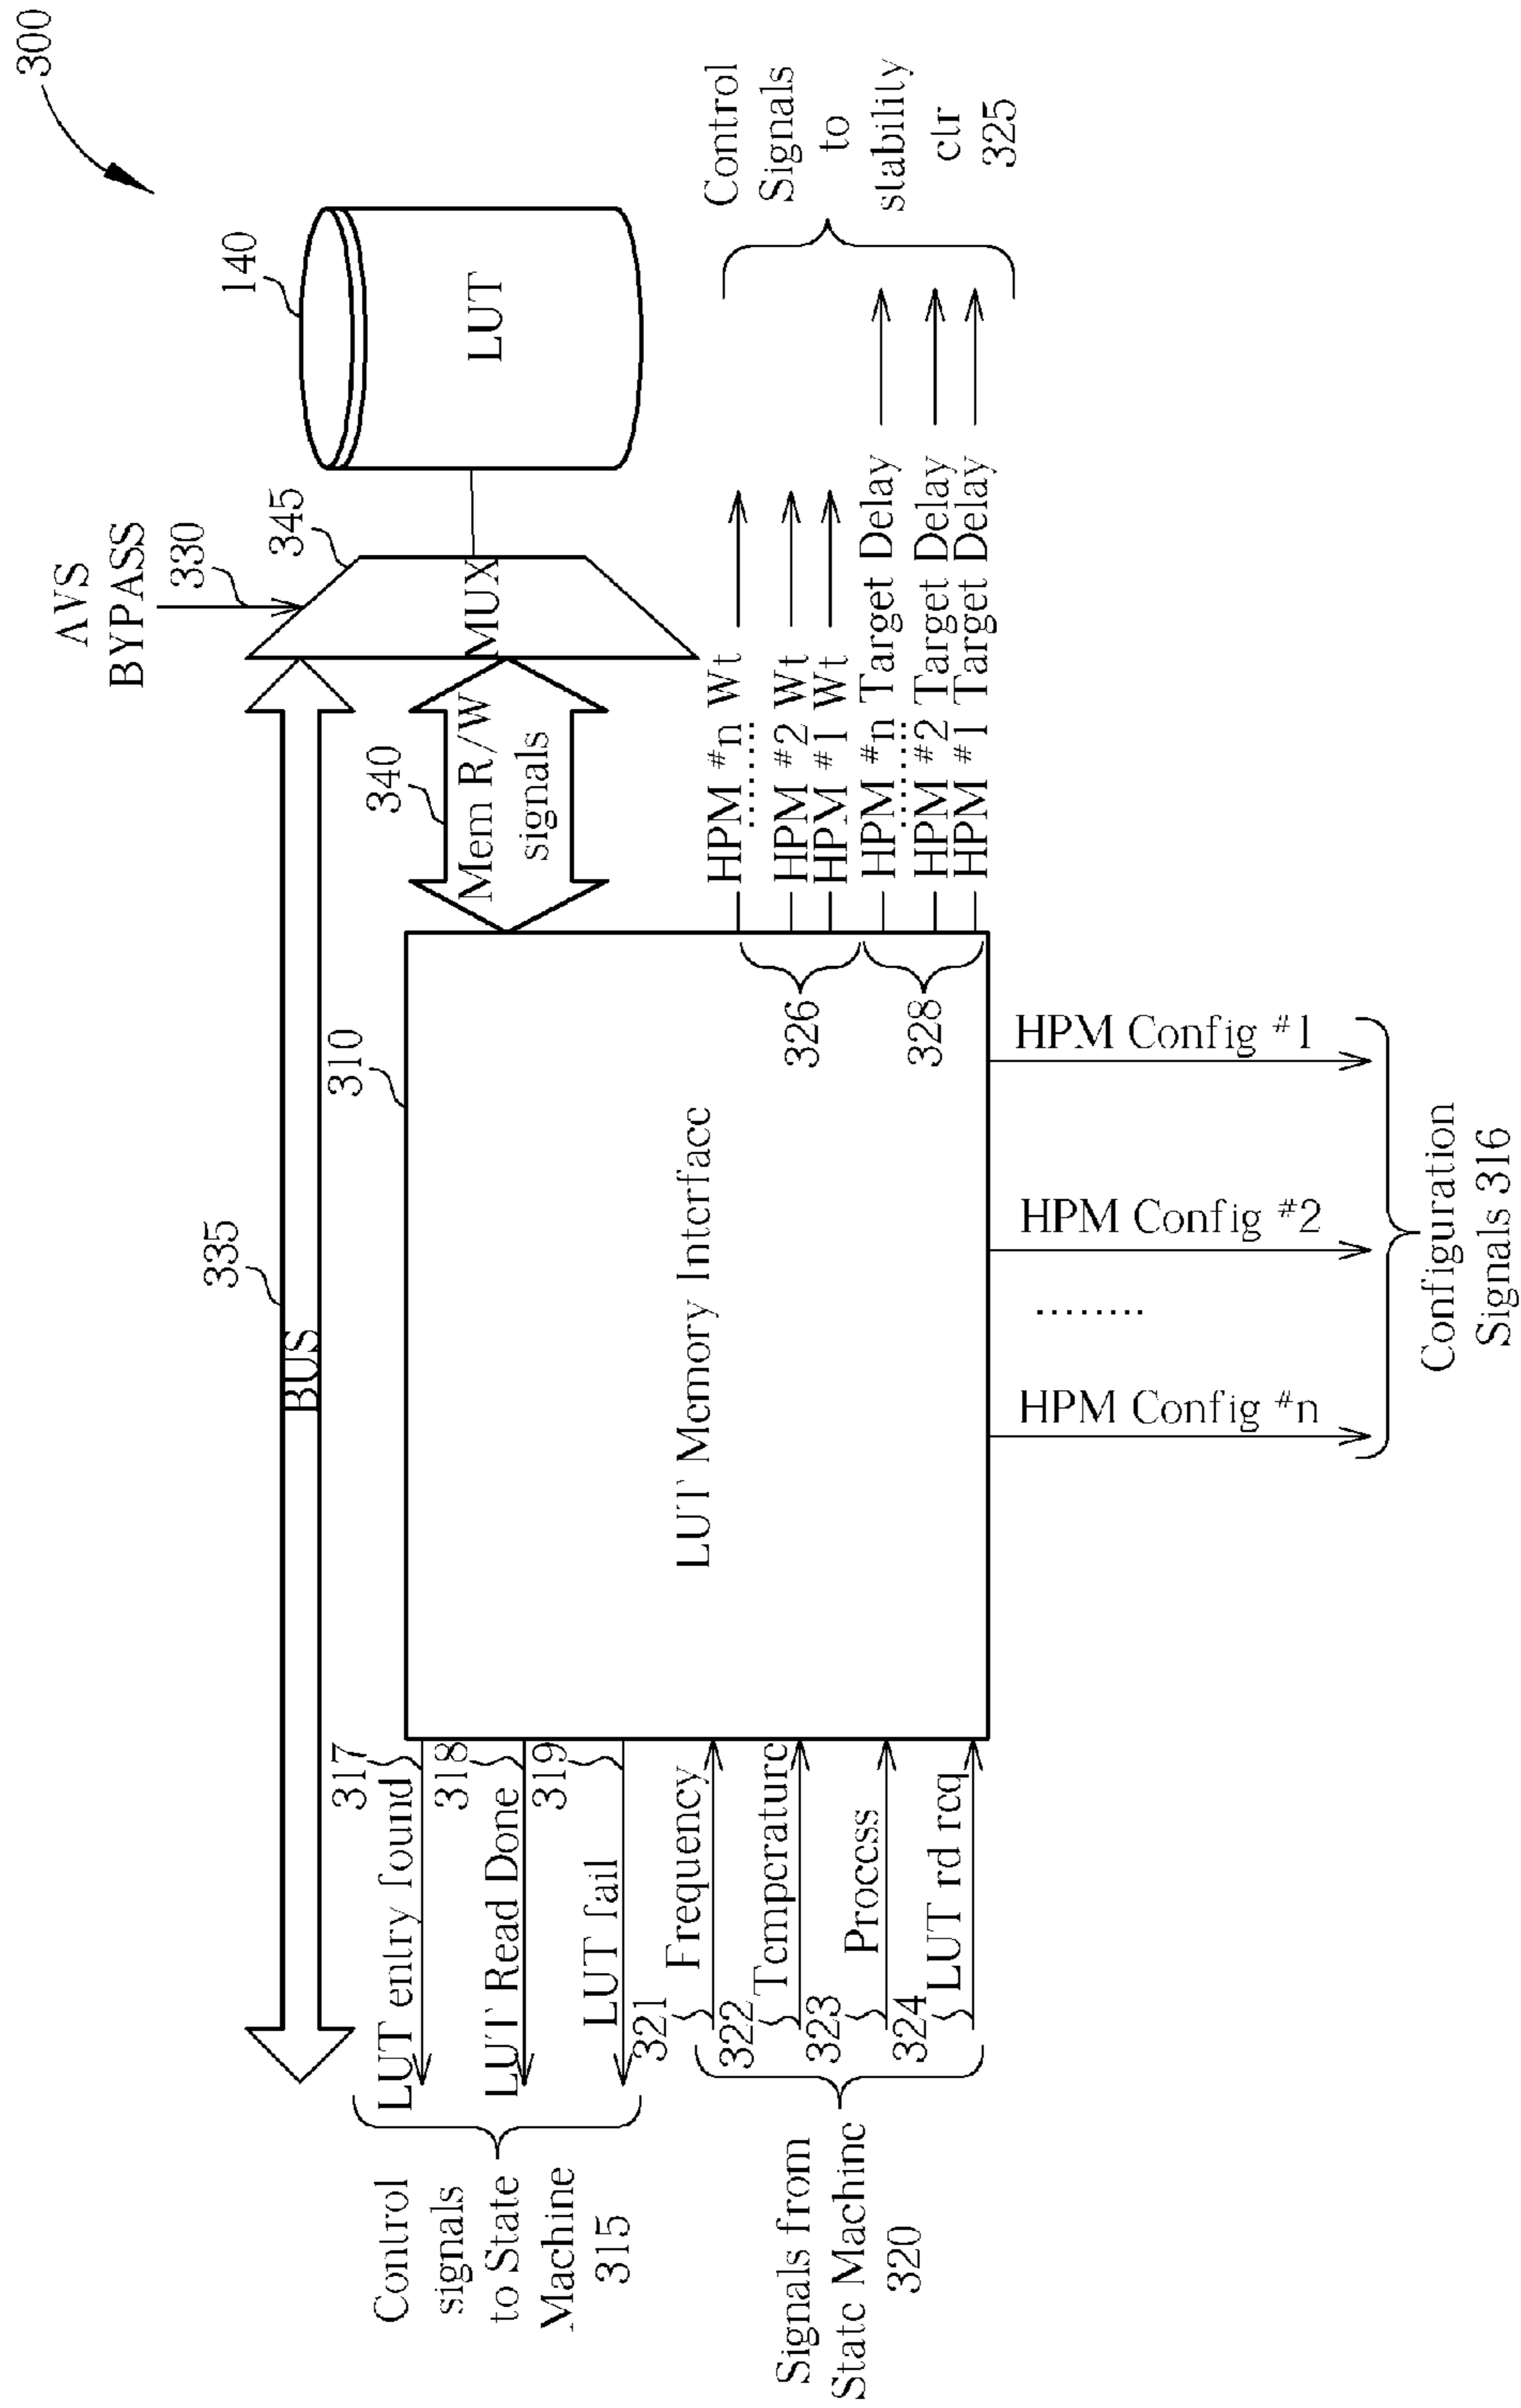 300
AVS
BYPASS
330
345
140
LUT
MUX
335
BUS
340
Mem R/W
signals
310
LUT Memory Interface
317
LUT entry found
318
LUT Read Done
319
LUT fail
Control
signals
to State
Machine
315
321
Frequency
322
Temperature
323
Process
324
LUT rd req
Signals from
State Machine
320
HPM #n Wt
........
HPM #2 Wt
HPM #1 Wt
326
HPM #n Target Delay
........
HPM #2 Target Delay
HPM #1 Target Delay
328
Control
Signals
to
stability
ctr
325
HPM Config #n
........
HPM Config #2
HPM Config #1
Configuration
Signals 316